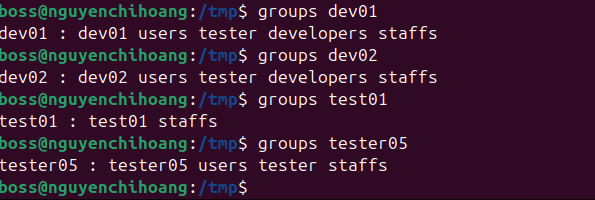 boss@nguyenchihoang:/tmp$ groups dev01
dev01 : dev01 users tester developers staffs
boss@nguyenchihoang:/tmp$ groups dev02
dev02 : dev02 users tester developers staffs
boss@nguyenchihoang:/tmp$ groups test01
test01 : test01 staffs
boss@nguyenchihoang:/tmp$ groups tester05
tester05 : tester05 users tester staffs
boss@nguyenchihoang:/tmp$